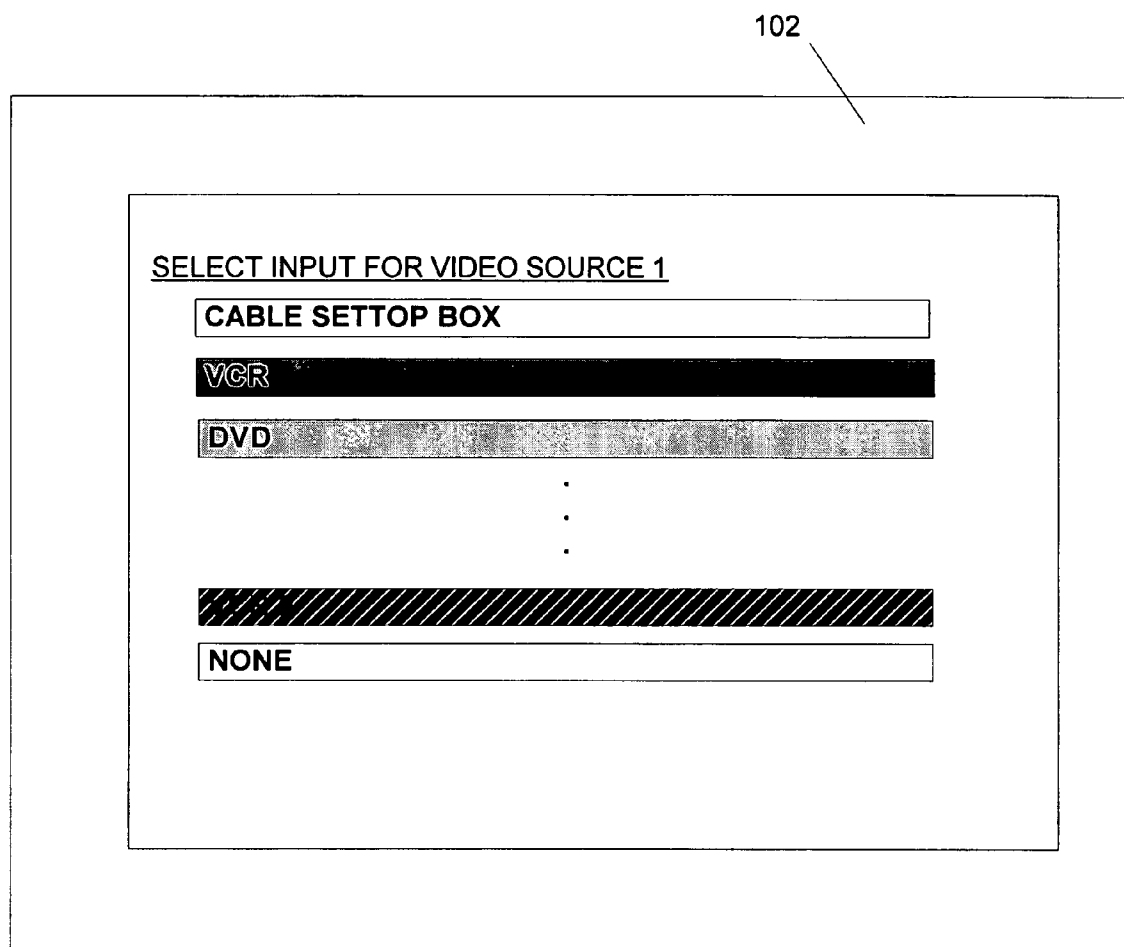 102
SELECT INPUT FOR VIDEO SOURCE 1
CABLE SETTOP BOX
VCR
DVD
NONE